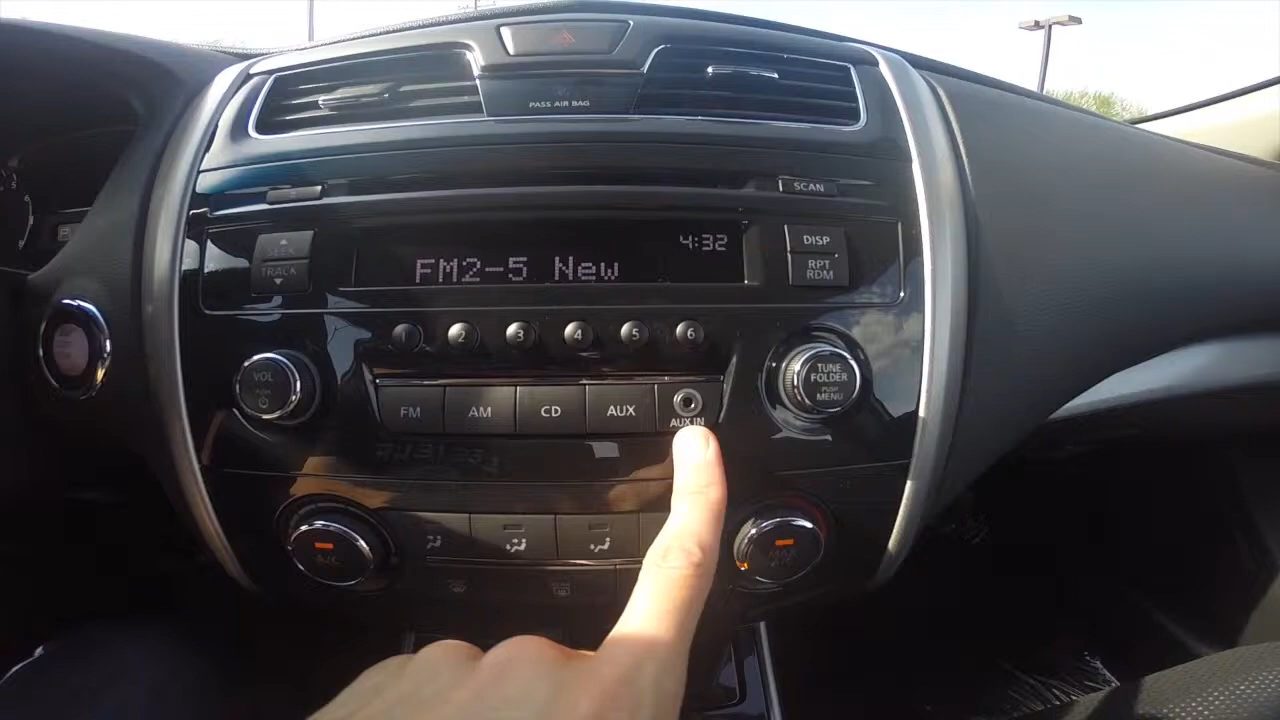 PASS AIR BAG
SCAN
SEEK
TRACK
4:32
FM2-5 New
DISP
RPT
RDM
1 2 3 4 5 6
VOL
PUSH
TUNE
FOLDER
PUSH
MENU
FM AM CD AUX
AUX IN
A/C
MAX
A/C